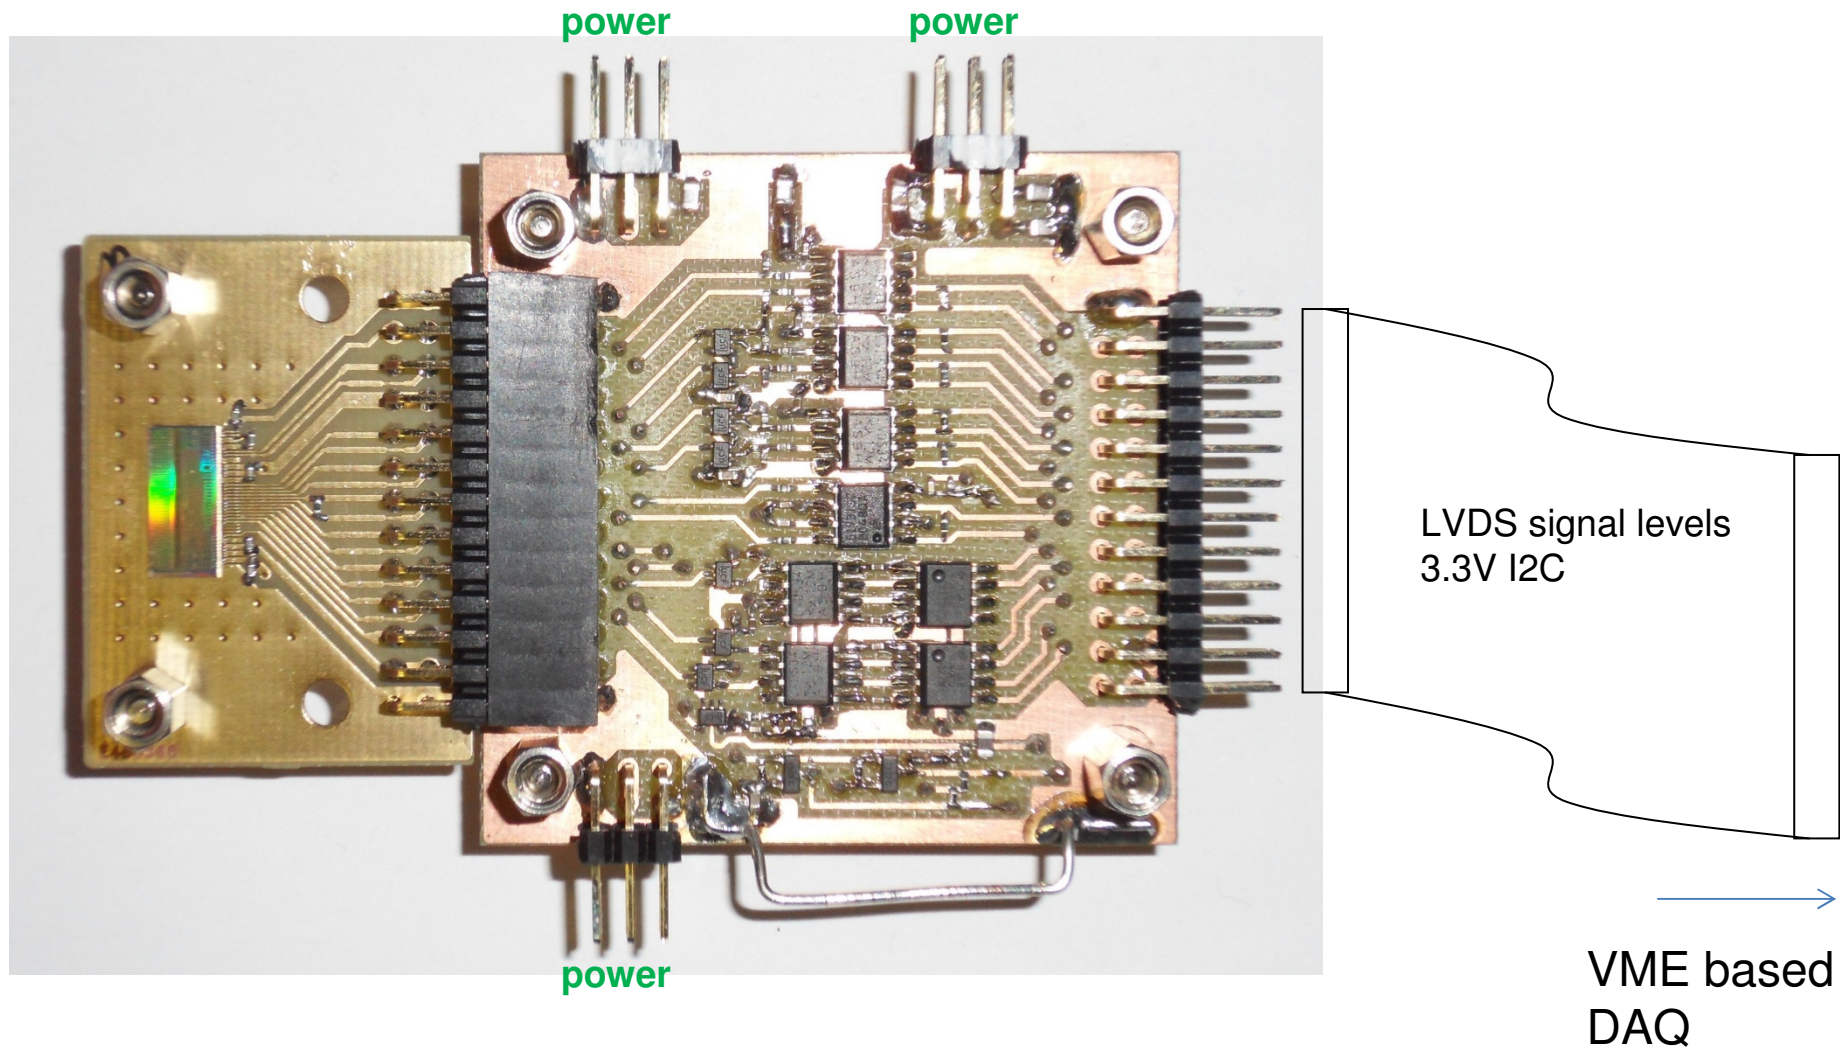 power
power
LVDS signal levels
3.3V I2C
power
VME based
DAQ